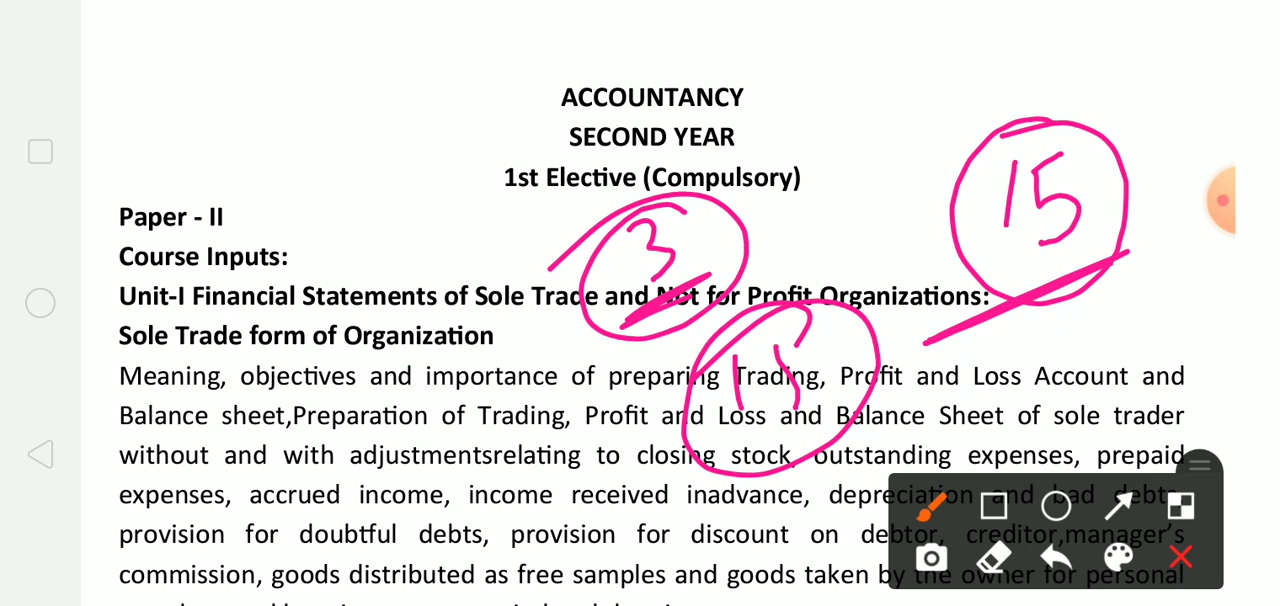 ACCOUNTANCY
SECOND YEAR
1st Elective (Compulsory)
15
Paper - II
3
Course Inputs:
Unit-I Financial Statements of Sole Trade and Not for Profit Organizations:
Sole Trade form of Organization
15
Meaning, objectives and importance of preparing Trading, Profit and Loss Account and
Balance sheet,Preparation of Trading, Profit and Loss and Balance Sheet of sole trader
without and with adjustmentsrelating to closing stock, outstanding expenses, prepaid
expenses, accrued income, income received inadvance, depreciation and bad debts,
provision for doubtful debts, provision for discount on debtor, creditor,manager's
commission, goods distributed as free samples and goods taken by the owner for personal